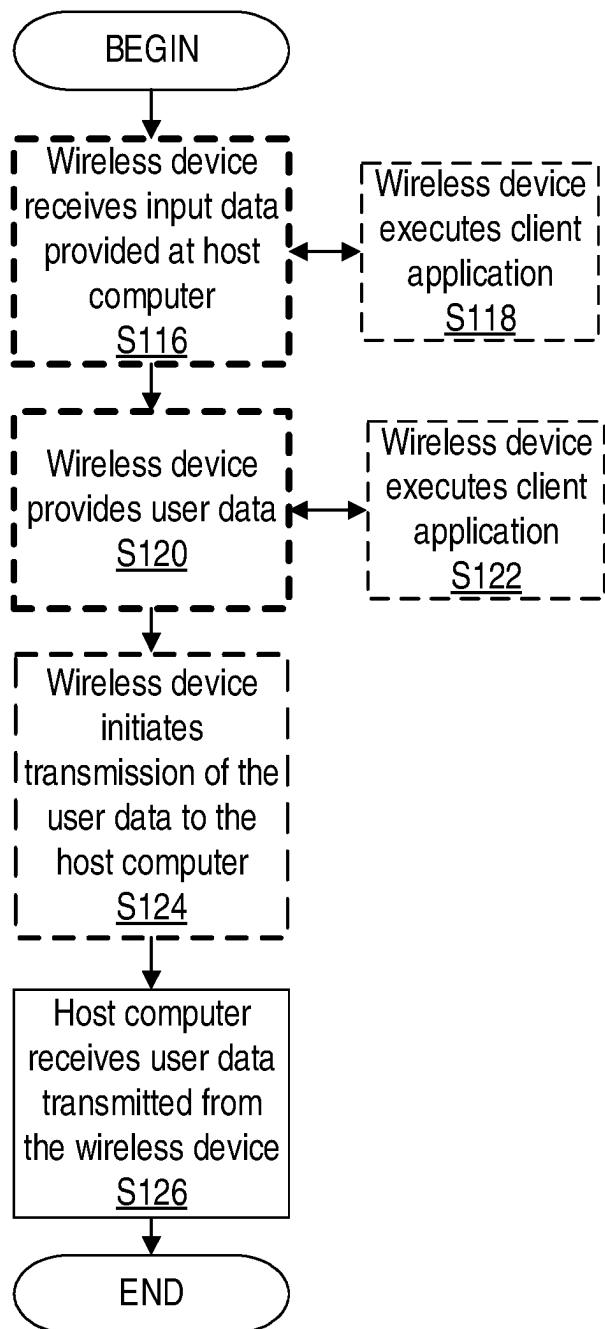 BEGIN
Wireless device
receives input data
provided at host
computer
S116
Wireless device
executes client
application
S118
Wireless device
provides user data
S120
Wireless device
executes client
application
S122
Wireless device
initiates
transmission of the
user data to the
host computer
S124
Host computer
receives user data
transmitted from
the wireless device
S126
END